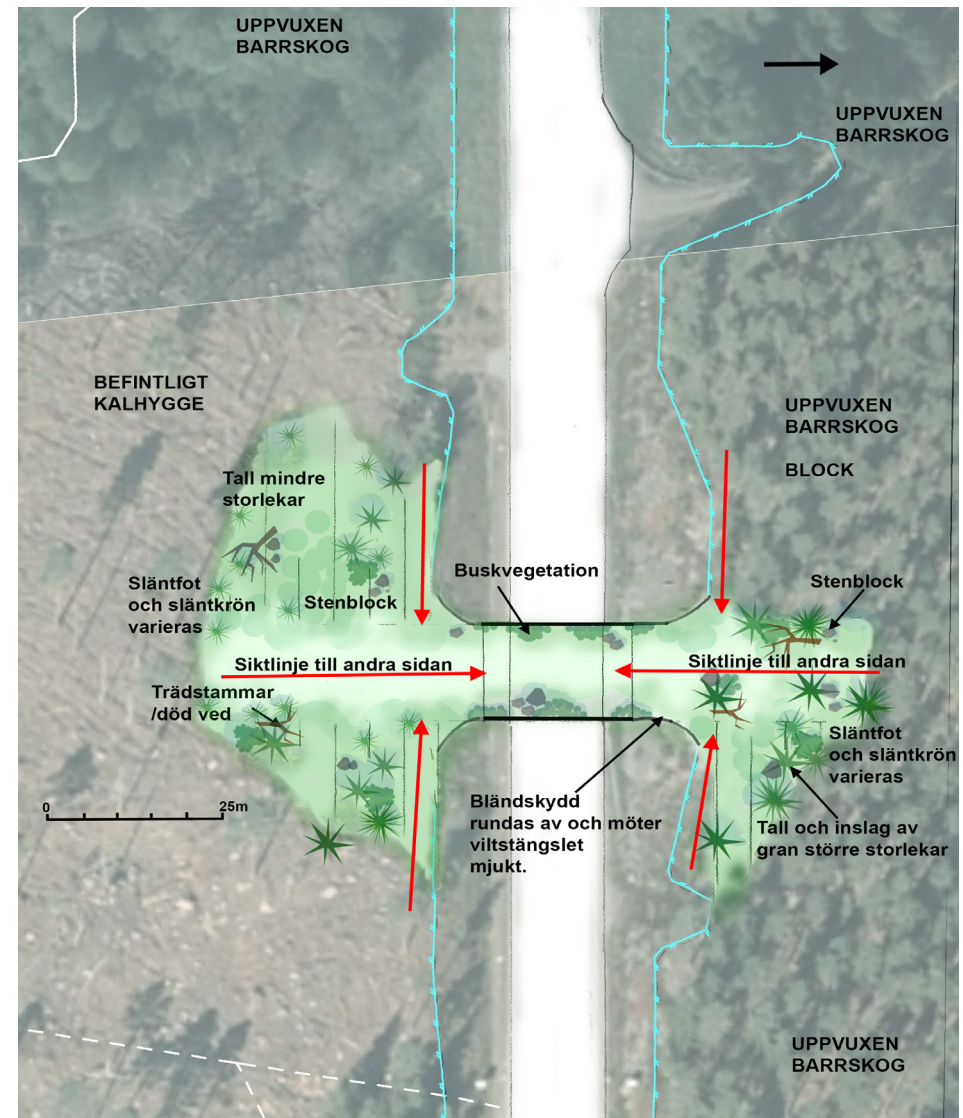 UPPVUXEN
BARRSKOG
UPPVUXEN
BARRSKOG
BEFINTLIGT
KALHYGGE
UPPVUXEN
BARRSKOG
BLOCK
Tall mindre
storlekar
Buskvegetation
Stenblock
Släntfot
och släntkrön
varieras
Stenblock
Siktlinje till andra sidan
Siktlinje till andra sidan
Trädstammar
/död ved
Släntfot
och släntkrön
varieras
0 25m
Bländskydd
rundas av och möter
viltstängslet
mjukt.
Tall och inslag av
gran större storlekar
UPPVUXEN
BARRSKOG